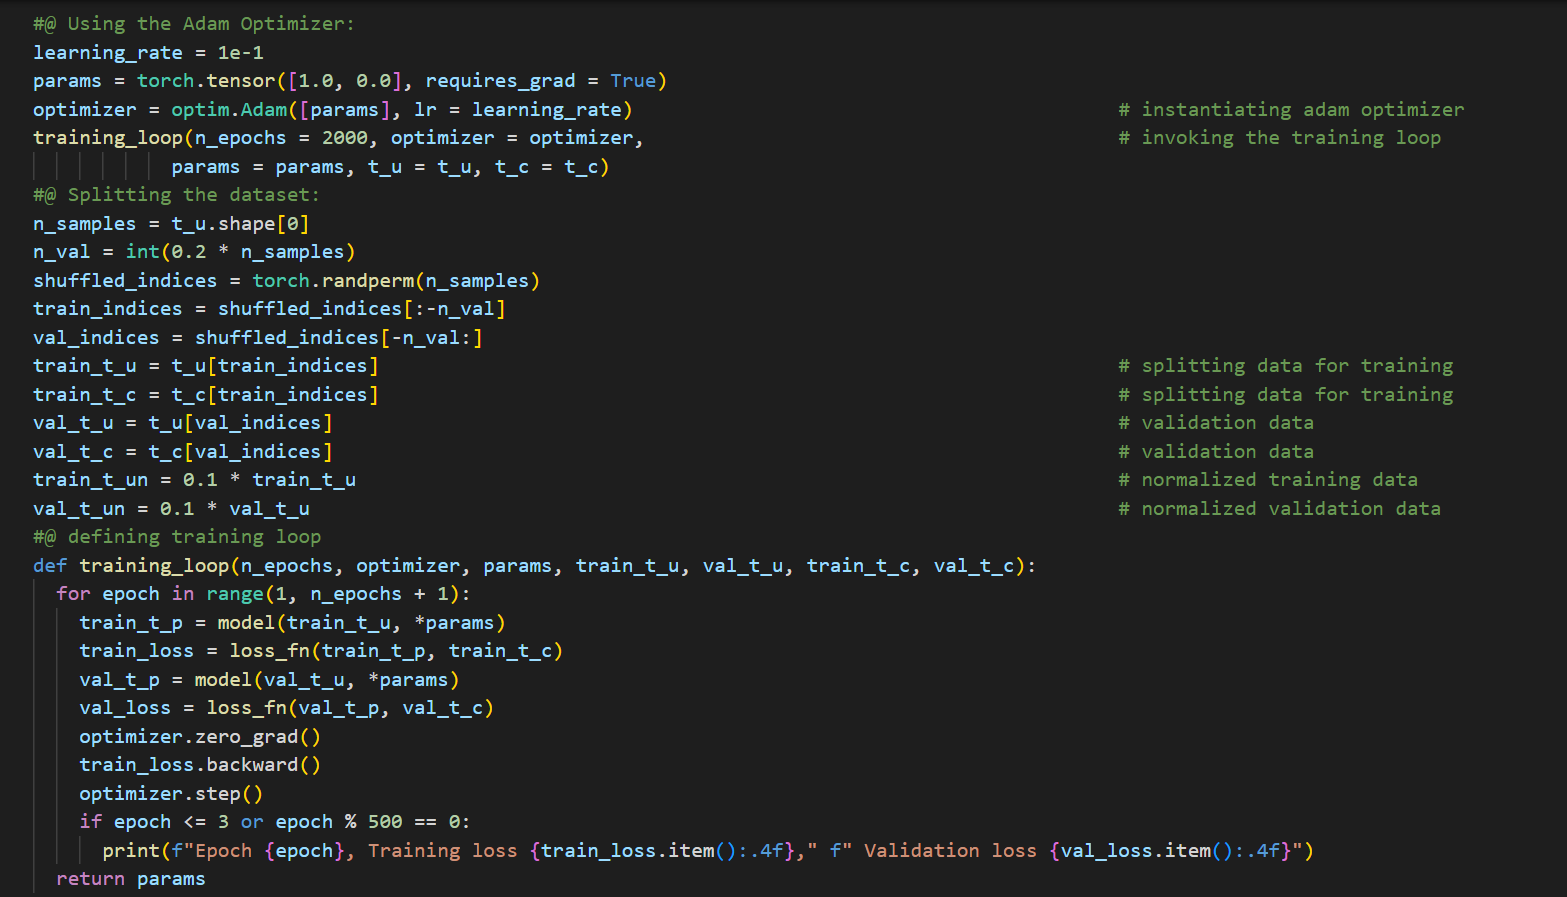 #@ Using the Adam Optimizer:
learning_rate = 1e-1
params = torch.tensor([1.0, 0.0], requires_grad = True)
optimizer = optim.Adam([params], lr = learning_rate) # instantiating adam optimizer
training_loop(n_epochs = 2000, optimizer = optimizer, # invoking the training loop
            params = params, t_u = t_u, t_c = t_c)
#@ Splitting the dataset:
n_samples = t_u.shape[0]
n_val = int(0.2 * n_samples)
shuffled_indices = torch.randperm(n_samples)
train_indices = shuffled_indices[:-n_val]
val_indices = shuffled_indices[-n_val:]
train_t_u = t_u[train_indices] # splitting data for training
train_t_c = t_c[train_indices] # splitting data for training
val_t_u = t_u[val_indices] # validation data
val_t_c = t_c[val_indices] # validation data
train_t_un = 0.1 * train_t_u # normalized training data
val_t_un = 0.1 * val_t_u # normalized validation data
#@ defining training loop
def training_loop(n_epochs, optimizer, params, train_t_u, val_t_u, train_t_c, val_t_c):
  for epoch in range(1, n_epochs + 1):
    train_t_p = model(train_t_u, *params)
    train_loss = loss_fn(train_t_p, train_t_c)
    val_t_p = model(val_t_u, *params)
    val_loss = loss_fn(val_t_p, val_t_c)
    optimizer.zero_grad()
    train_loss.backward()
    optimizer.step()
    if epoch <= 3 or epoch % 500 == 0:
      print(f"Epoch {epoch}, Training loss {train_loss.item():.4f}," f" Validation loss {val_loss.item():.4f}")
  return params